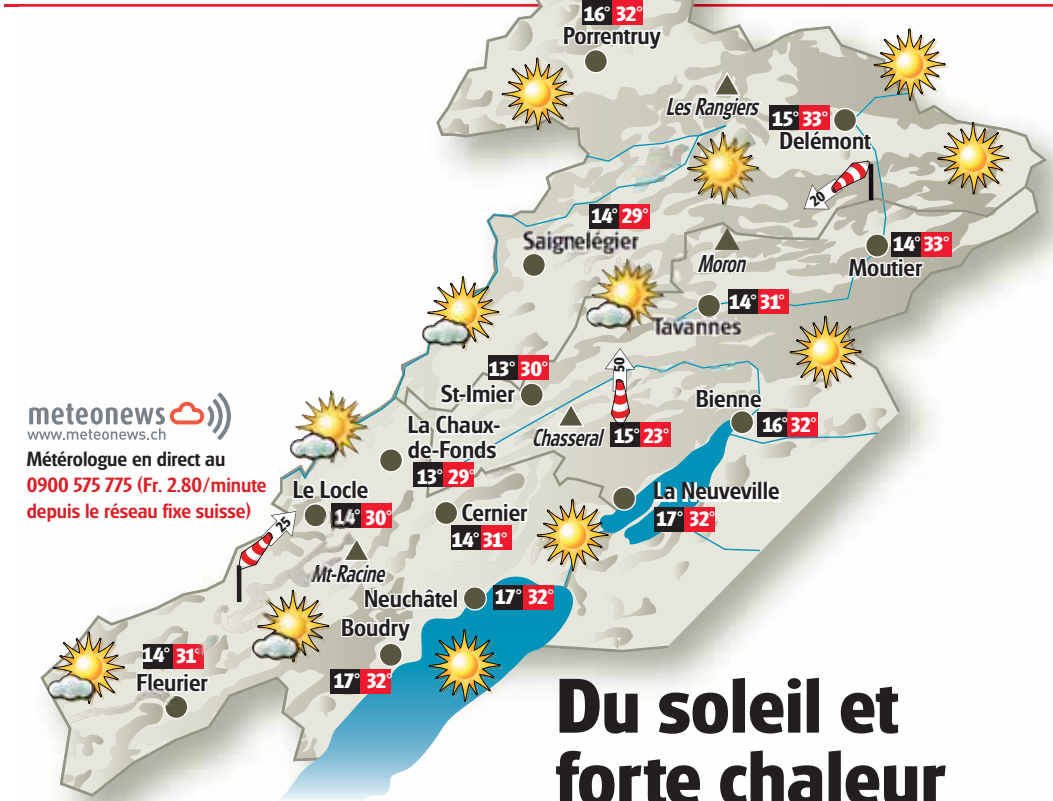 16° 32°
Porrentruy
Les Rangiers
15° 33°
Delémont
20
14° 29°
Saignelégier
Moron
14° 33°
Moutier
14° 31°
Tavannes
13° 30°
St-Imier
50
Bienne
16° 32°
Chasseral
15° 23°
meteonews
www.meteonews.ch
Métérologue en direct au
0900 575 775 (Fr. 2.80/minute
depuis le réseau fixe suisse)
La Chaux-
de-Fonds
13° 29°
Le Locle
14° 30°
25
Cernier
14° 31°
La Neuveville
17° 32°
Mt-Racine
Neuchâtel
17° 32°
Boudry
17° 32°
14° 31°
Fleurier
Du soleil et
forte chaleur